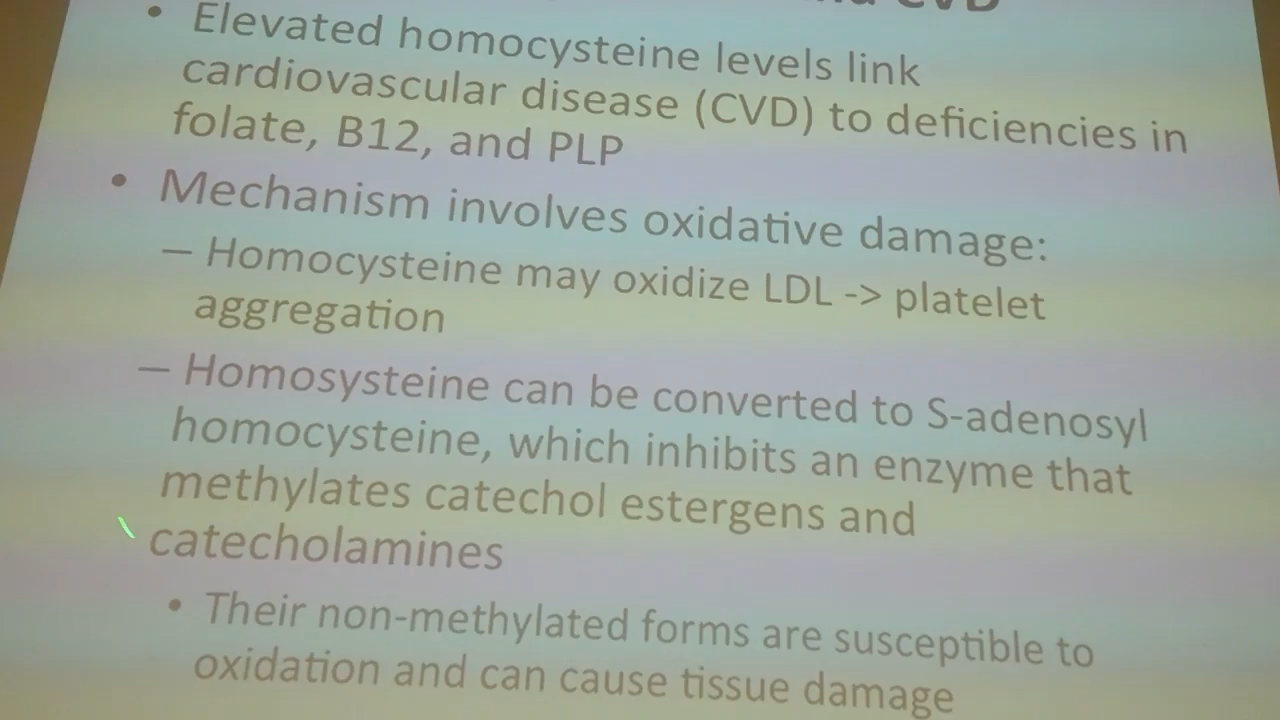 CVD
• Elevated homocysteine levels link
cardiovascular disease (CVD) to deficiencies in
folate, B12, and PLP
• Mechanism involves oxidative damage:
– Homocysteine may oxidize LDL -> platelet
aggregation
– Homosysteine can be converted to S-adenosyl
homocysteine, which inhibits an enzyme that
methylates catechol estergens and
catecholamines
• Their non-methylated forms are susceptible to
oxidation and can cause tissue damage